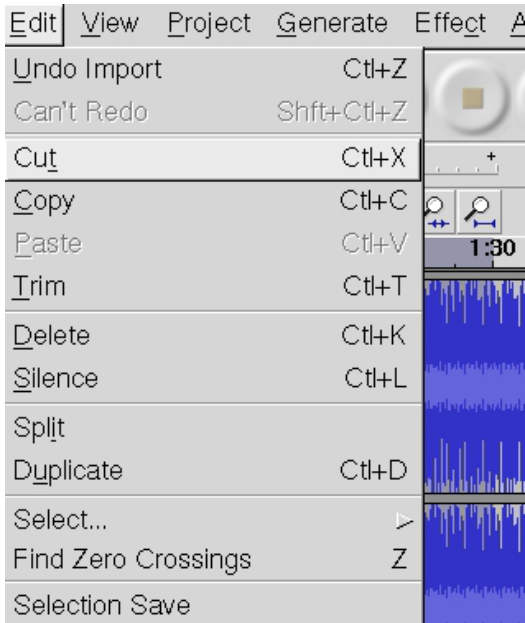 Edit View Project Generate Effect A
Undo Import Ctl+Z
Can't Redo Shft+Ctl+Z
Cut Ctl+X
Copy Ctl+C
Paste Ctl+V
1:30
Trim Ctl+T
Delete Ctl+K
Silence Ctl+L
Split
Duplicate Ctl+D
Select...
Find Zero Crossings Z
Selection Save